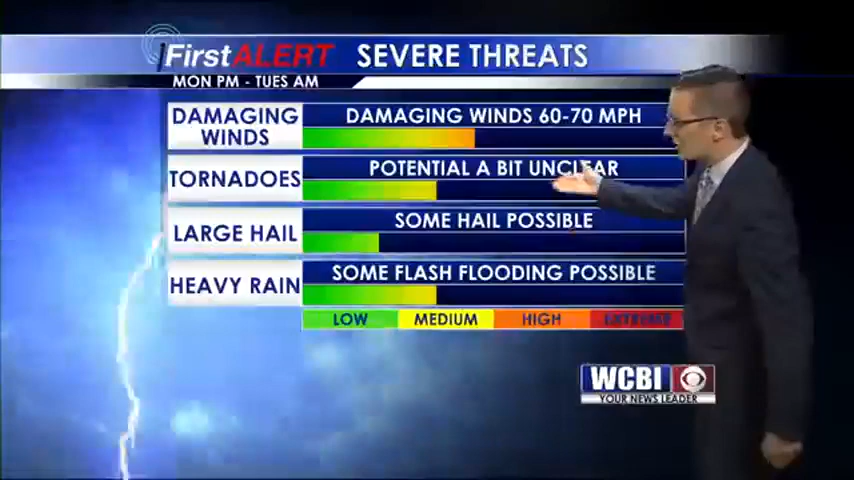 iFirstALERT SEVERE THREATS
MON PM - TUES AM
DAMAGING WINDS
DAMAGING WINDS 60-70 MPH
TORNADOES
POTENTIAL A BIT UNCLEAR
LARGE HAIL
SOME HAIL POSSIBLE
HEAVY RAIN
SOME FLASH FLOODING POSSIBLE
LOW MEDIUM HIGH EXTREME
WCBI
YOUR NEWS LEADER